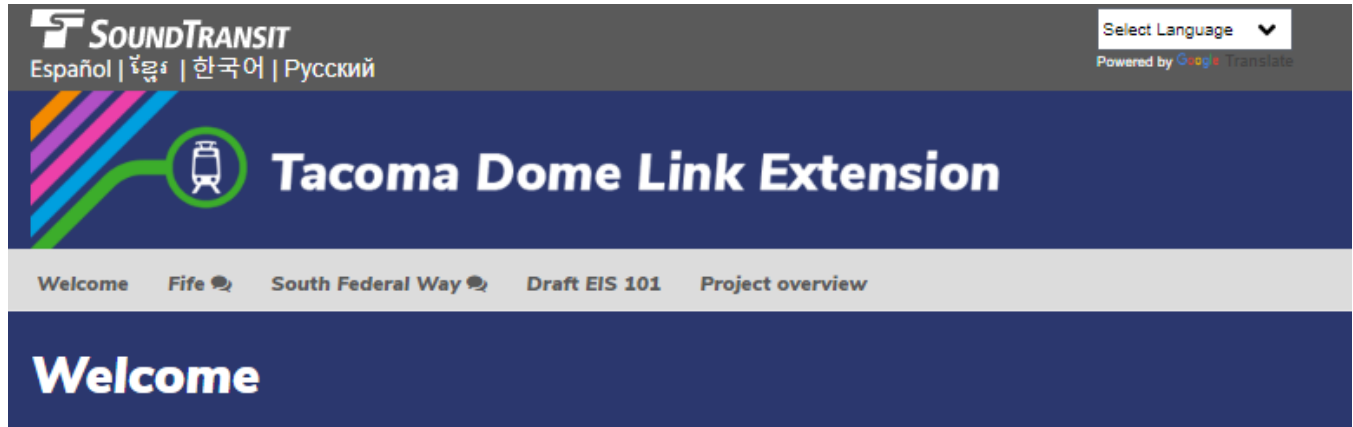 SOUNDTRANSIT
Select Language
Español | ខ្មែរ | 한국어 | Русский
Powered by Google Translate
Tacoma Dome Link Extension
Welcome Fife South Federal Way Draft EIS 101 Project overview
Welcome